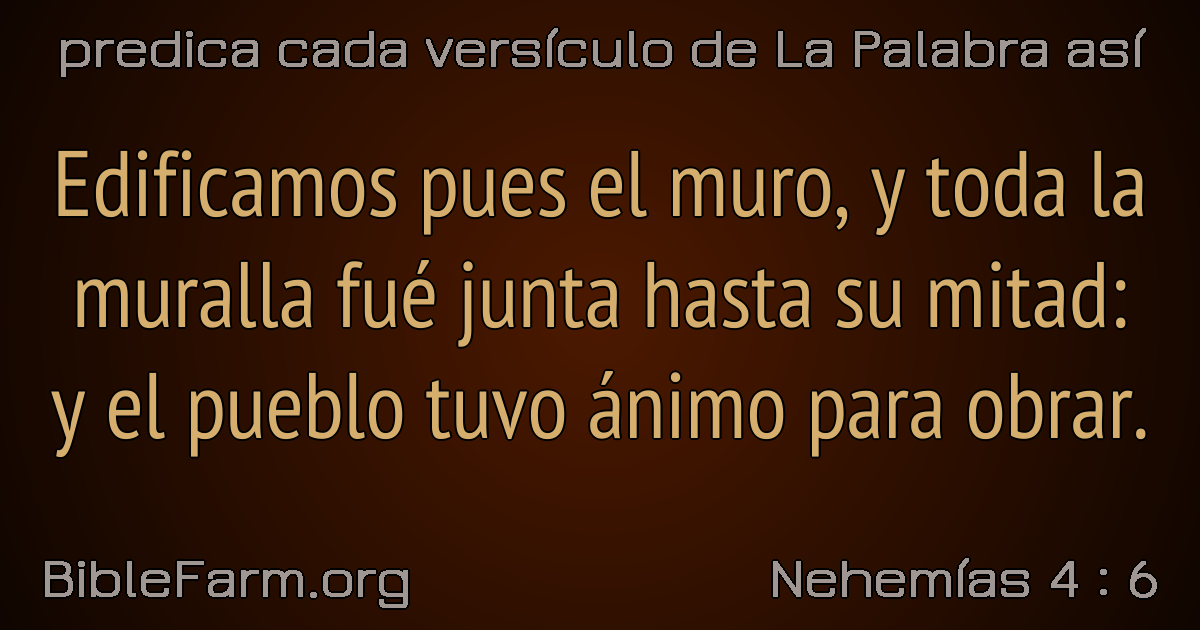 predica cada versículo de La Palabra así
Edificamos pues el muro, y toda la
muralla fué junta hasta su mitad:
y el pueblo tuvo ánimo para obrar.
BibleFarm.org
Nehemías 4 : 6